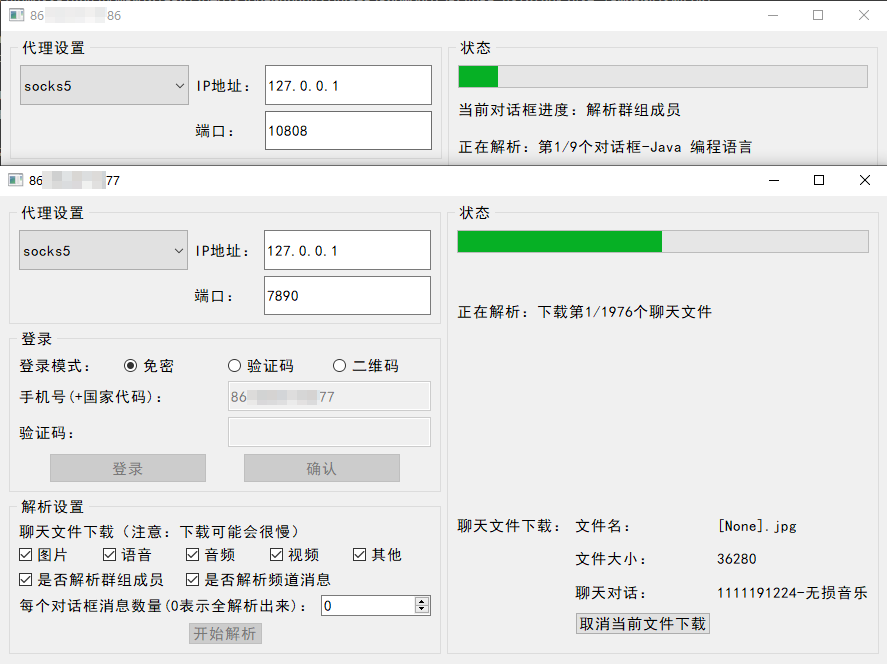 86 86
代理设置
socks5 IP地址: 127.0.0.1
端口: 10808
状态
当前对话框进度: 解析群组成员
正在解析: 第1/9个对话框-Java 编程语言
86 77
代理设置
socks5 IP地址: 127.0.0.1
端口: 7890
登录
登录模式: 免密 验证码 二维码
手机号(+国家代码): 86 77
验证码:
登录 确认
解析设置
聊天文件下载（注意: 下载可能会很慢）
图片 语音 音频 视频 其他
是否解析群组成员 是否解析频道消息
每个对话框消息数量(0表示全解析出来): 0
开始解析
状态
正在解析: 下载第1/1976个聊天文件
聊天文件下载: 文件名: [None].jpg
文件大小: 36280
聊天对话: 1111191224-无损音乐
取消当前文件下载